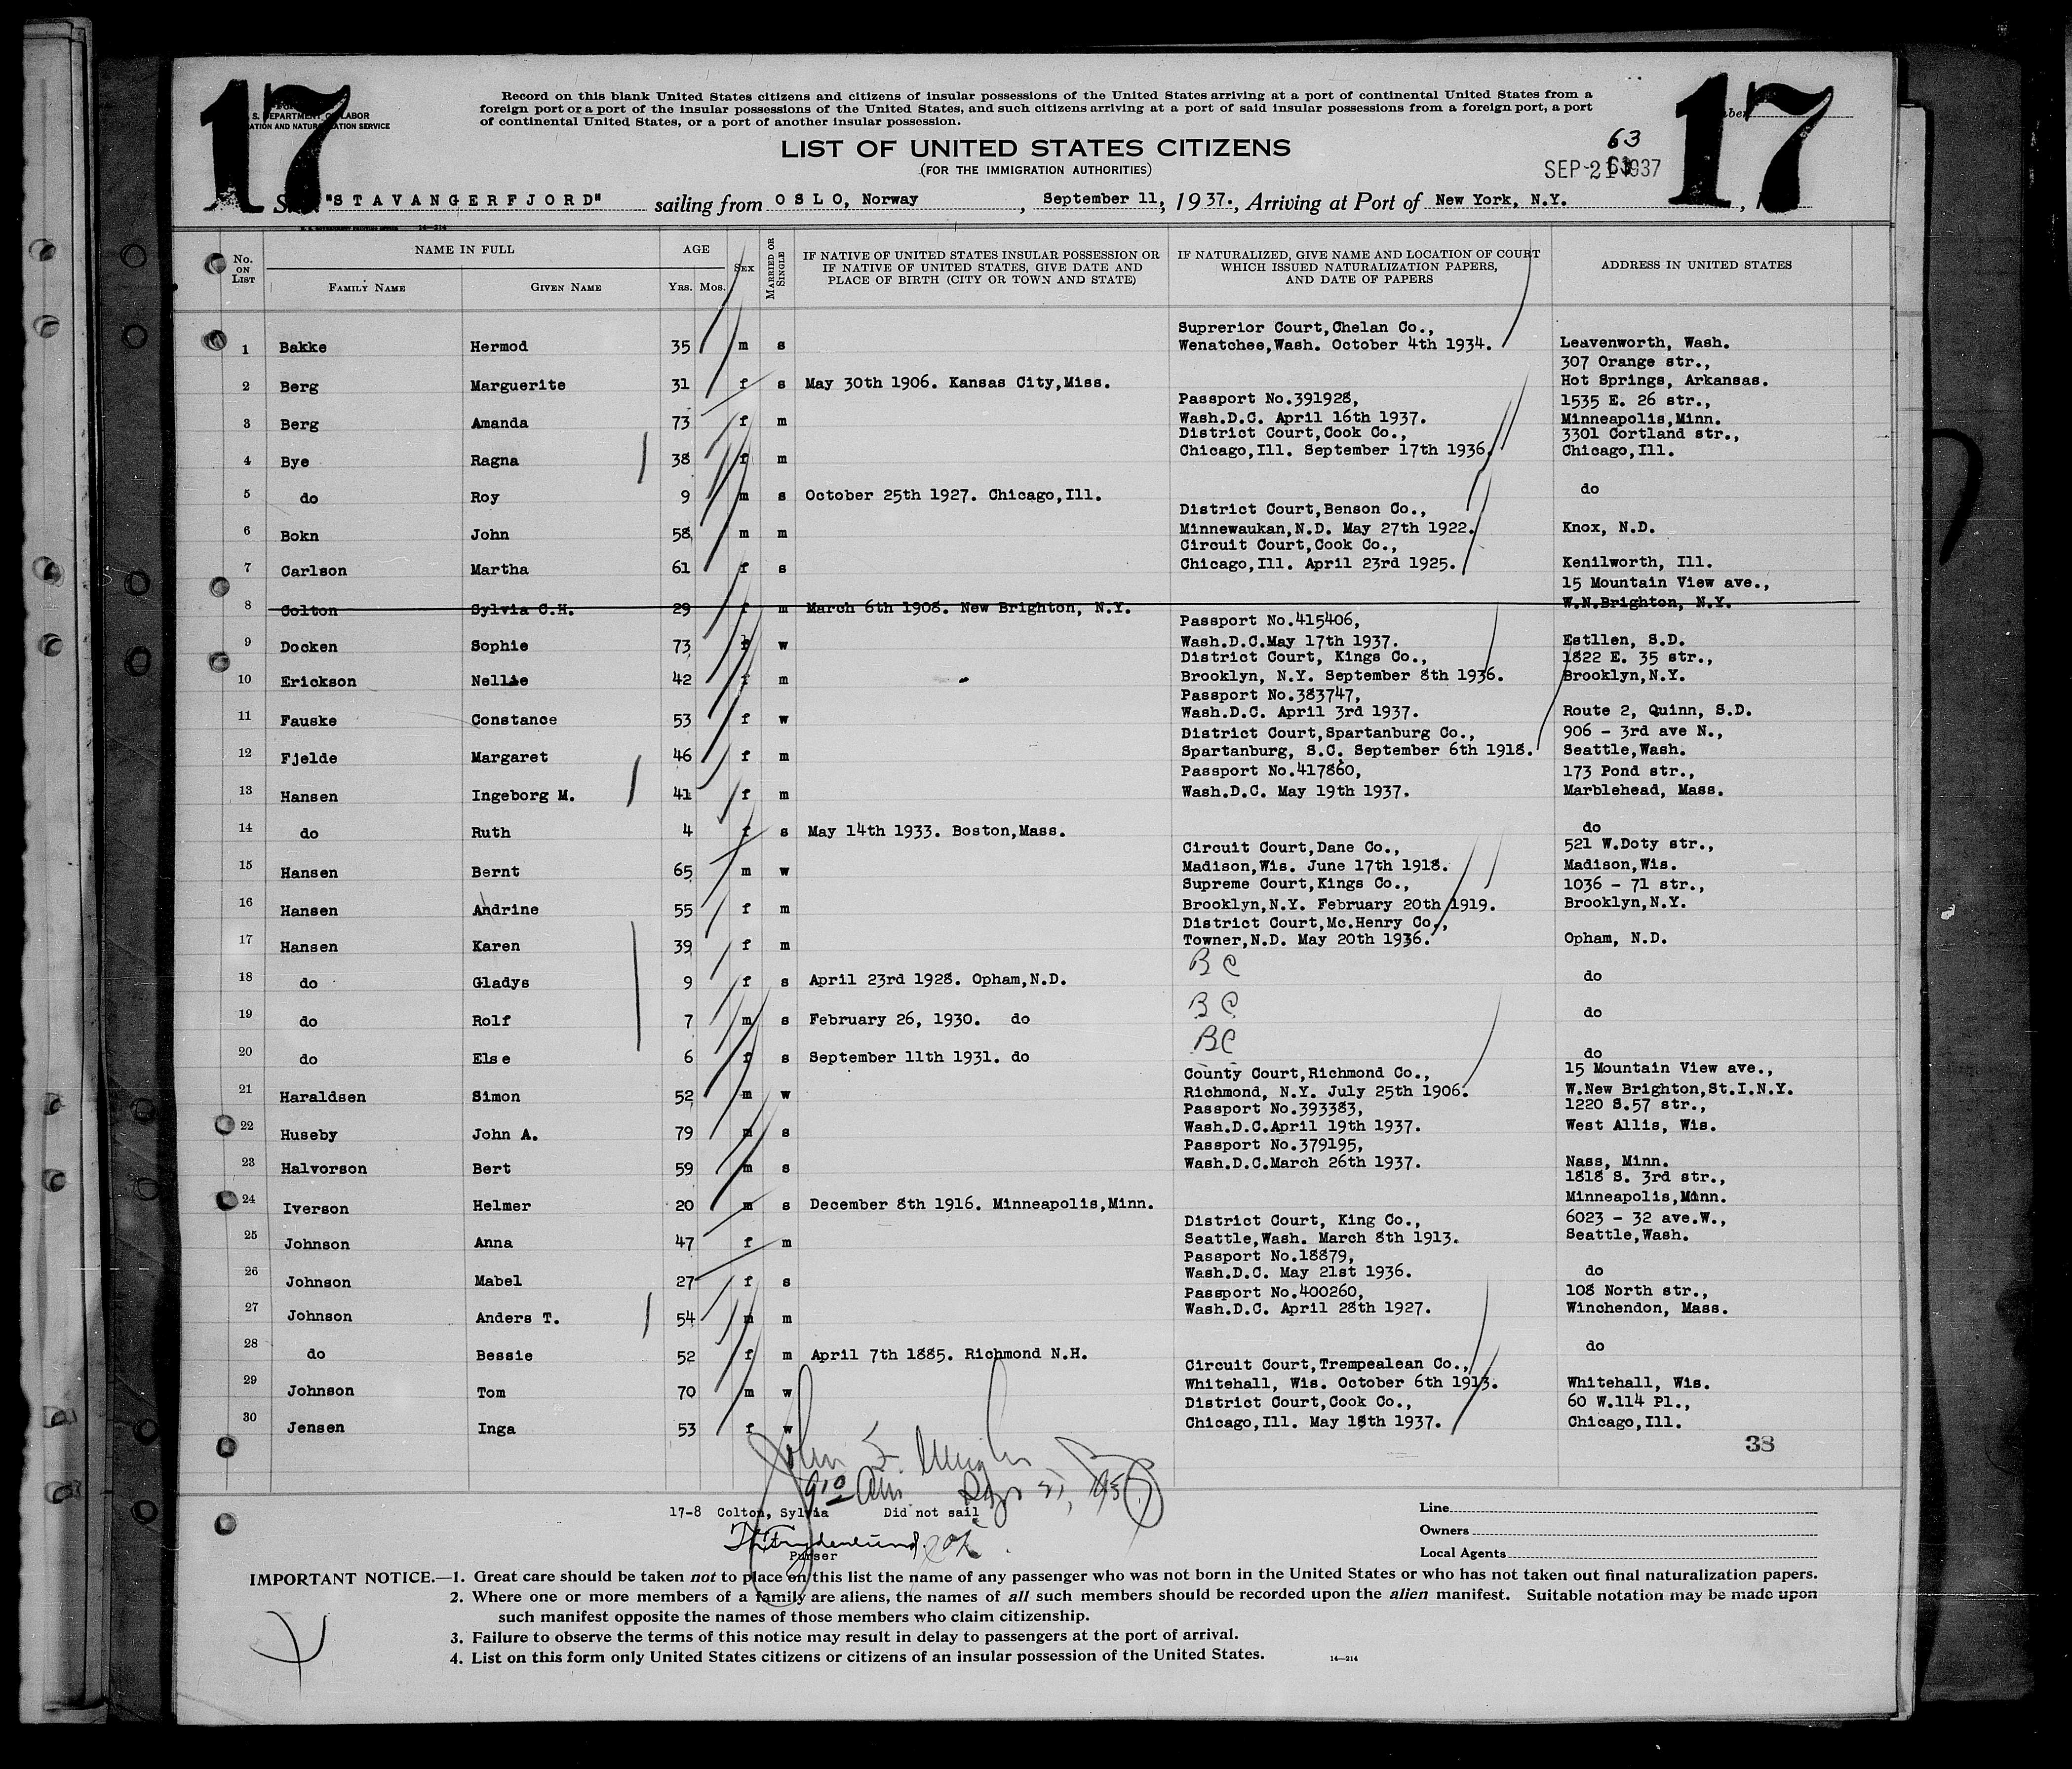 17
17
S. DEPARTMENT OF LABOR
ATION AND NATURALIZATION SERVICE
Record on this blank United States citizens and citizens of insular possessions of the United States arriving at a port of continental United States from a
foreign port or a port of the insular possessions of the United States, and such citizens arriving at a port of said insular possessions from a foreign port, a port
of continental United States, or a port of another insular possession.
LIST OF UNITED STATES CITIZENS
(FOR THE IMMIGRATION AUTHORITIES)
63
SEP 21 1937
"STAVANGERFJORD" sailing from OSLO, Norway, September 11, 1937., Arriving at Port of New York, N.Y.
No. ON LIST NAME IN FULL FAMILY NAME GIVEN NAME AGE YRS. MOS. SEX MARRIED OR SINGLE IF NATIVE OF UNITED STATES INSULAR POSSESSION OR IF NATIVE OF UNITED STATES, GIVE DATE AND PLACE OF BIRTH (CITY OR TOWN AND STATE) IF NATURALIZED, GIVE NAME AND LOCATION OF COURT WHICH ISSUED NATURALIZATION PAPERS, AND DATE OF PAPERS ADDRESS IN UNITED STATES
Suprerior Court,Chelan Co.,
1 Bakke Hermod 35 m s Wenatchee,Wash. October 4th 1934. Leavenworth, Wash.
307 Orange str.,
2 Berg Marguerite 31 f s May 30th 1906. Kansas City,Miss. Hot Springs, Arkansas.
Passport No.391928, 1535 E. 26 str.,
3 Berg Amanda 73 f m Wash.D.C. April 16th 1937. Minneapolis,Minn.
District Court,Cook Co., 3301 Cortland str.,
4 Bye Ragna 38 f m Chicago,Ill. September 17th 1936. Chicago,Ill.
5 do Roy 9 m s October 25th 1927. Chicago,Ill. do
District Court,Benson Co.,
6 Bokn John 58 m m Minnewaukan,N.D. May 27th 1922. Knox, N.D.
Circuit Court,Cook Co.,
7 Carlson Martha 61 f s Chicago,Ill. April 23rd 1925. Kenilworth, Ill.
15 Mountain View ave.,
8 Colton Sylvia C.H. 29 f m March 6th 1908. New Brighton, N.Y. W.N.Brighton, N.Y.
Passport No.415406,
9 Docken Sophie 73 f w Wash.D.C.May 17th 1937. Estllen, S.D.
District Court, Kings Co., 1822 E. 35 str.,
10 Erickson Nellie 42 f m Brooklyn, N.Y. September 8th 1936. Brooklyn,N.Y.
Passport No.383747,
11 Fauske Constance 53 f w Wash.D.C. April 3rd 1937. Route 2, Quinn, S.D.
District Court,Spartanburg Co., 906 - 3rd ave N.,
12 Fjelde Margaret 46 f m Spartanburg, S.C. September 6th 1918. Seattle,Wash.
Passport No.417860, 173 Pond str.,
13 Hansen Ingeborg M. 41 f m Wash.D.C. May 19th 1937. Marblehead, Mass.
14 do Ruth 4 f s May 14th 1933. Boston,Mass. do
Circuit Court,Dane Co., 521 W.Doty str.,
15 Hansen Bernt 65 m w Madison,Wis. June 17th 1918. Madison,Wis.
Supreme Court,Kings Co., 1036 - 71 str.,
16 Hansen Andrine 55 f m Brooklyn,N.Y. February 20th 1919. Brooklyn,N.Y.
District Court,Mc.Henry Co.,
17 Hansen Karen 39 f m Towner,N.D. May 20th 1936. Opham, N.D.
BC
18 do Gladys 9 f s April 23rd 1928. Opham,N.D. do
BC
19 do Rolf 7 m s February 26, 1930. do do
BC
20 do Else 6 f s September 11th 1931. do do
County Court,Richmond Co., 15 Mountain View ave.,
21 Haraldsen Simon 52 m w Richmond, N.Y. July 25th 1906. W.New Brighton,St.I.N.Y.
Passport No.393383, 1220 S.57 str.,
22 Huseby John A. 79 m s Wash.D.C.April 19th 1937. West Allis, Wis.
Passport No.379195,
23 Halvorson Bert 59 m s Wash.D.C.March 26th 1937. Nass, Minn.
1818 S. 3rd str.,
24 Iverson Helmer 20 m s December 8th 1916. Minneapolis,Minn. Minneapolis,Minn.
District Court, King Co., 6023 - 32 ave.W.,
25 Johnson Anna 47 f m Seattle,Wash. March 8th 1913. Seattle,Wash.
Passport No.18879,
26 Johnson Mabel 27 f s Wash.D.C. May 21st 1936. do
Passport No.400260, 108 North str.,
27 Johnson Anders T. 54 m m Wash.D.C. April 28th 1927. Winchendon, Mass.
28 do Bessie 52 f m April 7th 1885. Richmond N.H. do
Circuit Court,Trempealean Co.,
29 Johnson Tom 70 m w Whitehall, Wis. October 6th 1913. Whitehall, Wis.
District Court,Cook Co., 60 W.114 Pl.,
30 Jensen Inga 53 f w Chicago,Ill. May 18th 1937. Chicago,Ill.
38
John
17-8 Colton, Sylvia Did not sail
Purser
Line
Owners
Local Agents
IMPORTANT NOTICE.—1. Great care should be taken not to place on this list the name of any passenger who was not born in the United States or who has not taken out final naturalization papers.
2. Where one or more members of a family are aliens, the names of all such members should be recorded upon the alien manifest. Suitable notation may be made upon
such manifest opposite the names of those members who claim citizenship.
3. Failure to observe the terms of this notice may result in delay to passengers at the port of arrival.
4. List on this form only United States citizens or citizens of an insular possession of the United States. 14—214